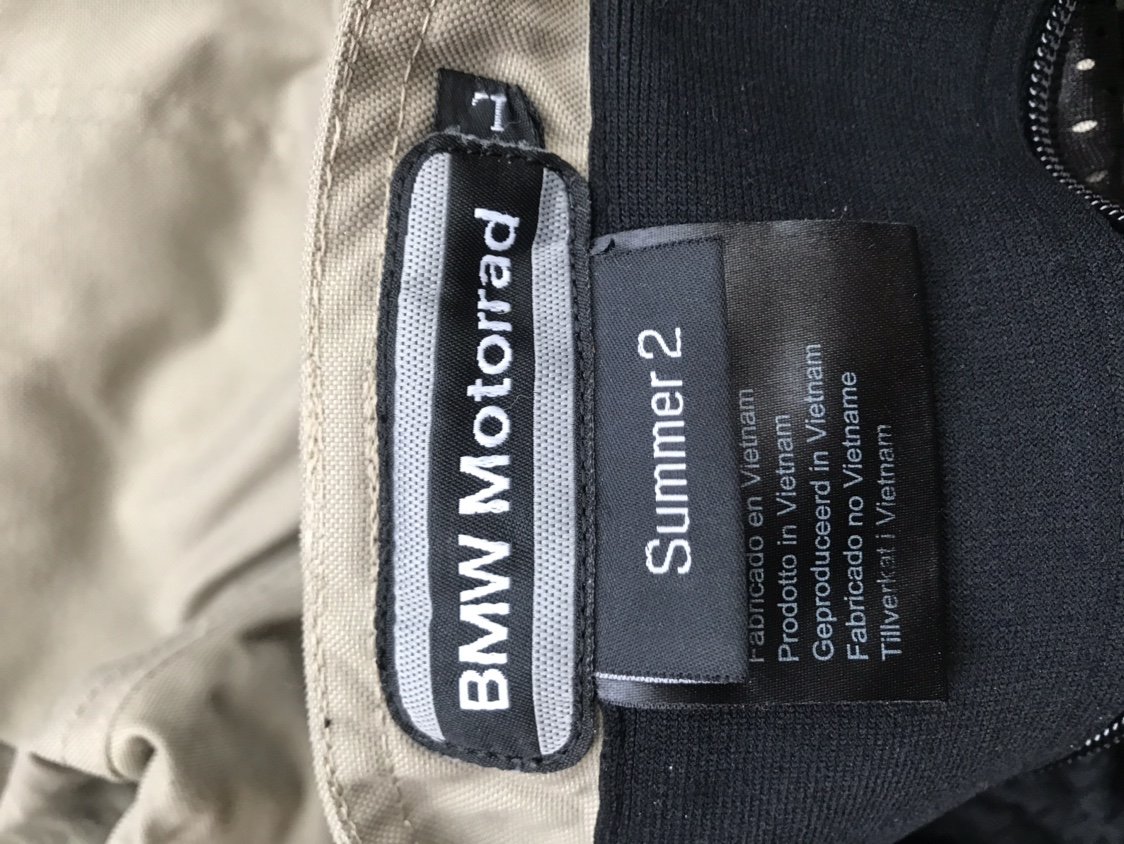 BMW Motorrad
L
Summer 2
Fabricado en Vietnam
Prodotto in Vietnam
Geproduceerd in Vietnam
Fabricado no Vietname
Tillverkat i Vietnam